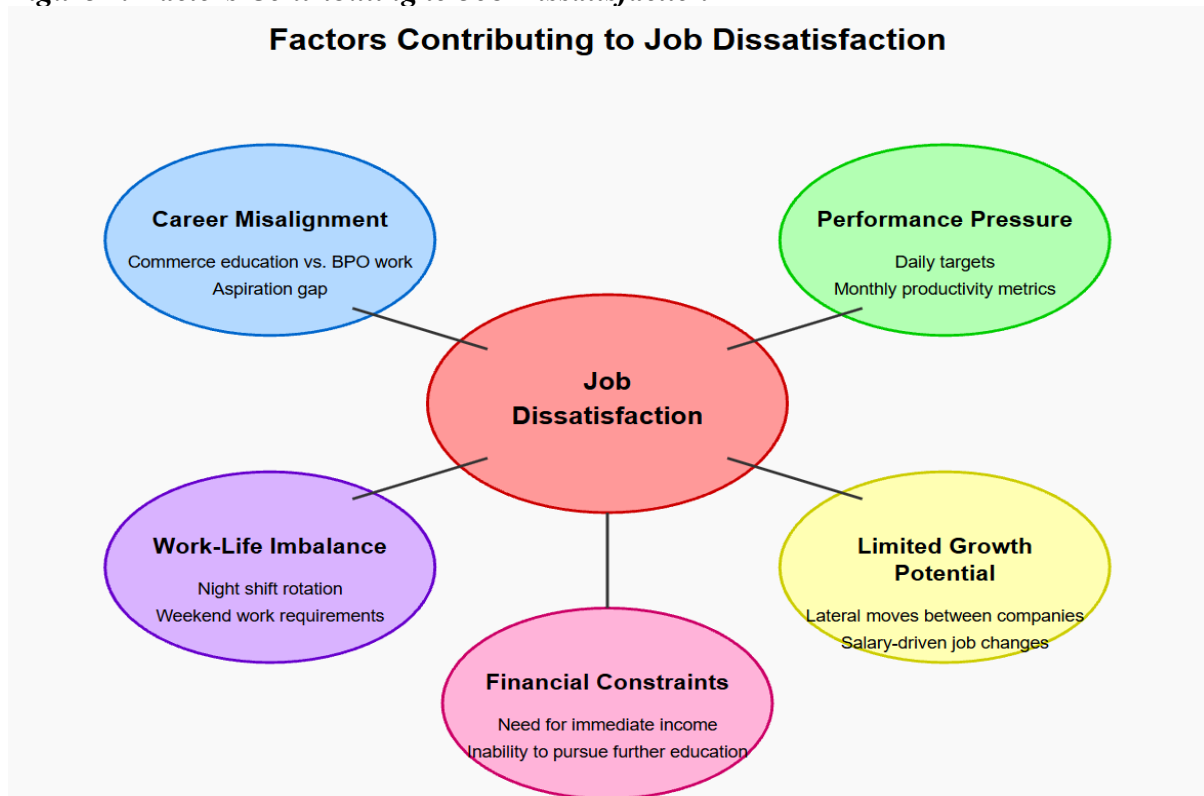 Factors Contributing to Job Dissatisfaction
Career Misalignment
Commerce education vs. BPO work
Aspiration gap
Performance Pressure
Daily targets
Monthly productivity metrics
Job
Dissatisfaction
Work-Life Imbalance
Night shift rotation
Weekend work requirements
Limited Growth
Potential
Lateral moves between companies
Salary-driven job changes
Financial Constraints
Need for immediate income
Inability to pursue further education